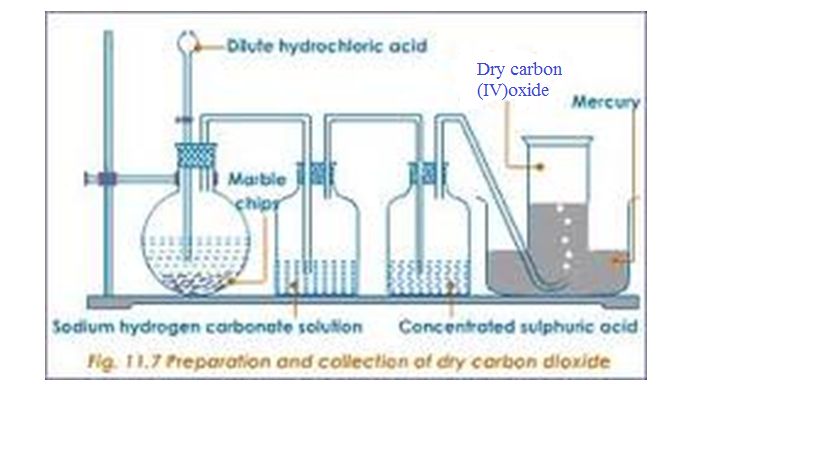 Dilute hydrochloric acid
Dry carbon
(IV)oxide
Mercury
Marble
chips
Sodium hydrogen carbonate solution
Concentrated sulphuric acid
Fig. 11.7 Preparation and collection of dry carbon dioxide